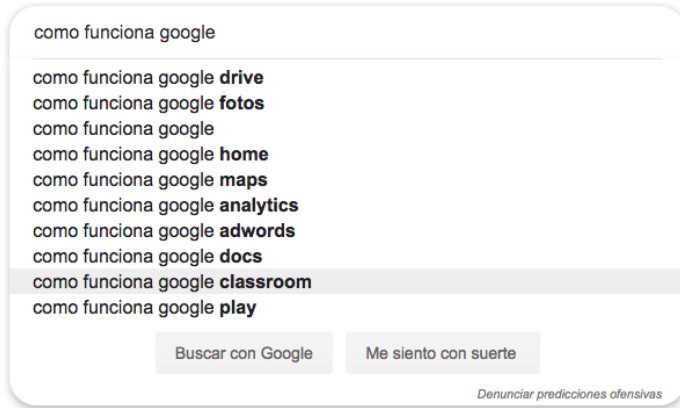 como funciona google
como funciona google drive
como funciona google fotos
como funciona google
como funciona google home
como funciona google maps
como funciona google analytics
como funciona google adwords
como funciona google docs
como funciona google classroom
como funciona google play
Buscar con Google Me siento con suerte
Denunciar predicciones ofensivas